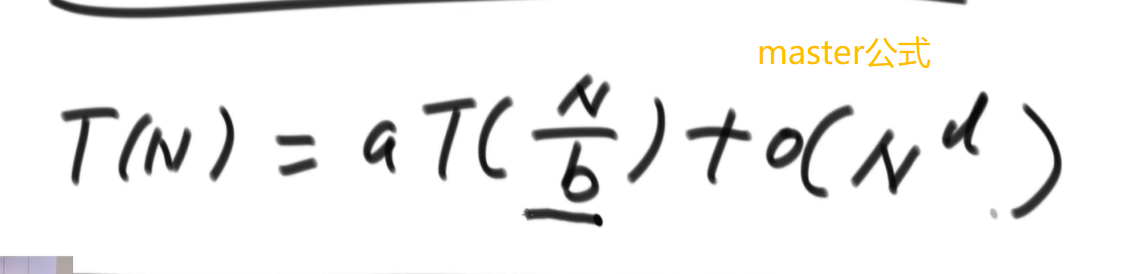 master公式
T(N) = aT(N/b) + O(N^d)